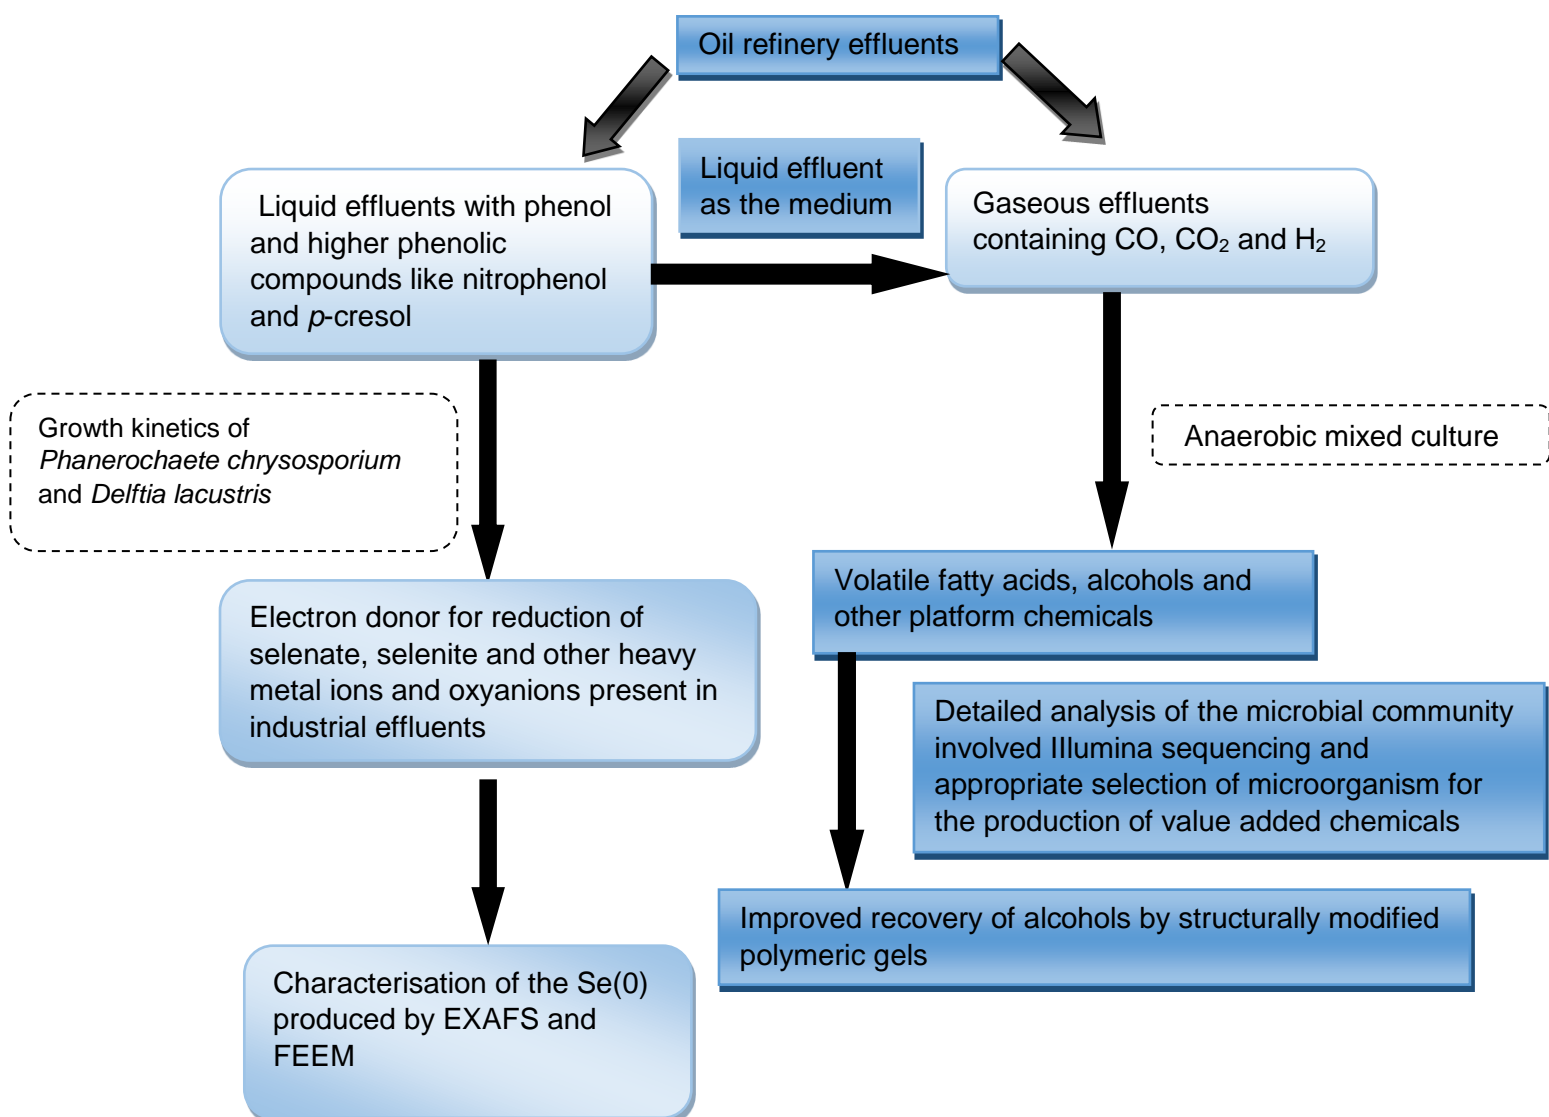 Oil refinery effluents
Liquid effluent
as the medium
Liquid effluents with phenol
and higher phenolic
compounds like nitrophenol
and p-cresol
Gaseous effluents
containing CO, CO₂ and H₂
Growth kinetics of
Phanerochaete chrysosporium
and Delftia lacustris
Anaerobic mixed culture
Electron donor for reduction of
selenate, selenite and other heavy
metal ions and oxyanions present in
industrial effluents
Volatile fatty acids, alcohols and
other platform chemicals
Detailed analysis of the microbial community
involved IIlumina sequencing and
appropriate selection of microorganism for
the production of value added chemicals
Improved recovery of alcohols by structurally modified
polymeric gels
Characterisation of the Se(0)
produced by EXAFS and
FEEM